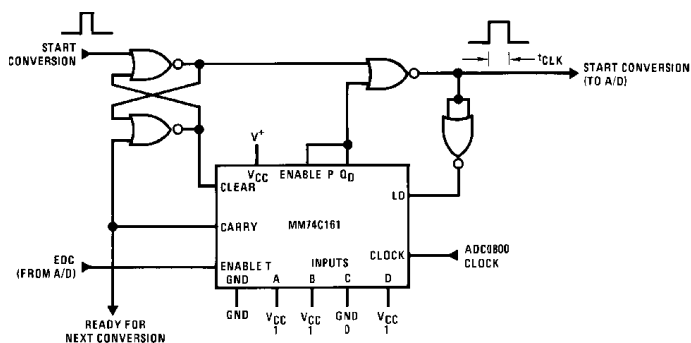 START
CONVERSION
tCLK
START CONVERSION
(TO A/D)
V+
VCC
ENABLE P QD
CLEAR
LD
CARRY
MM74C161
INPUTS
CLOCK
ADC0800
CLOCK
EOC
(FROM A/D)
ENABLE T
GND
A
B
C
D
GND
VCC
1
VCC
1
GND
0
VCC
1
READY FOR
NEXT CONVERSION